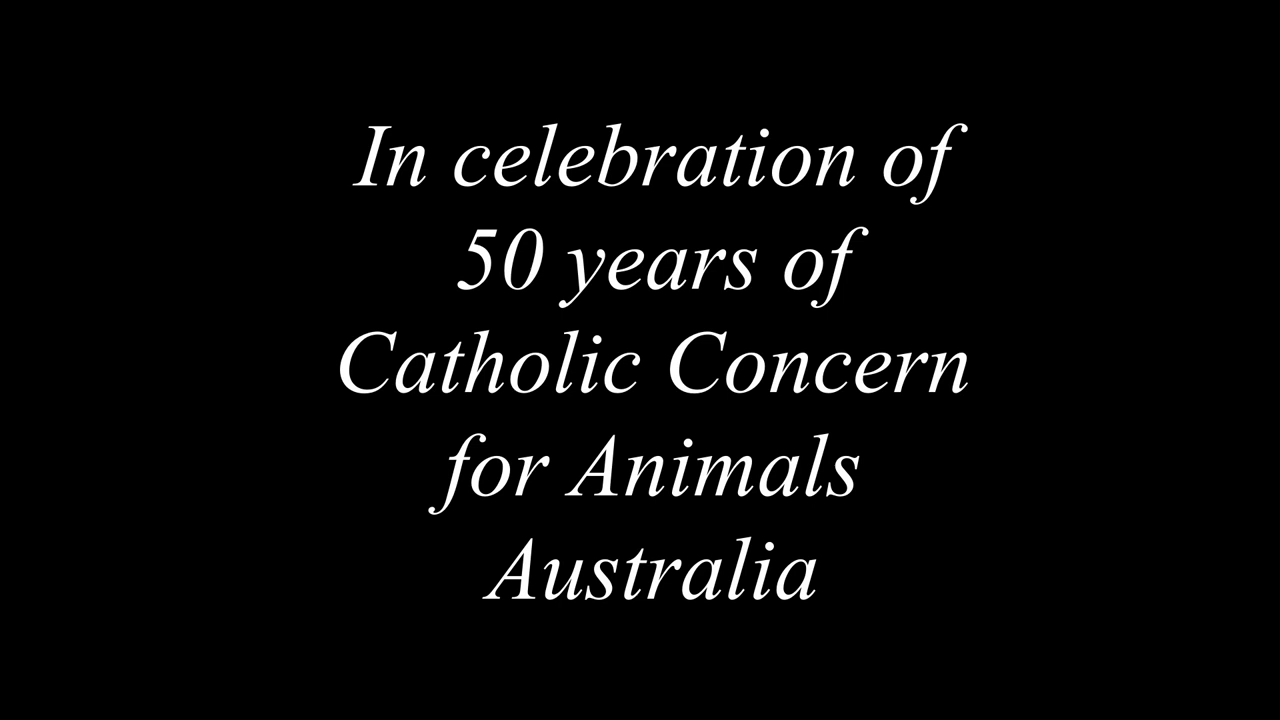 In celebration of
50 years of
Catholic Concern
for Animals
Australia